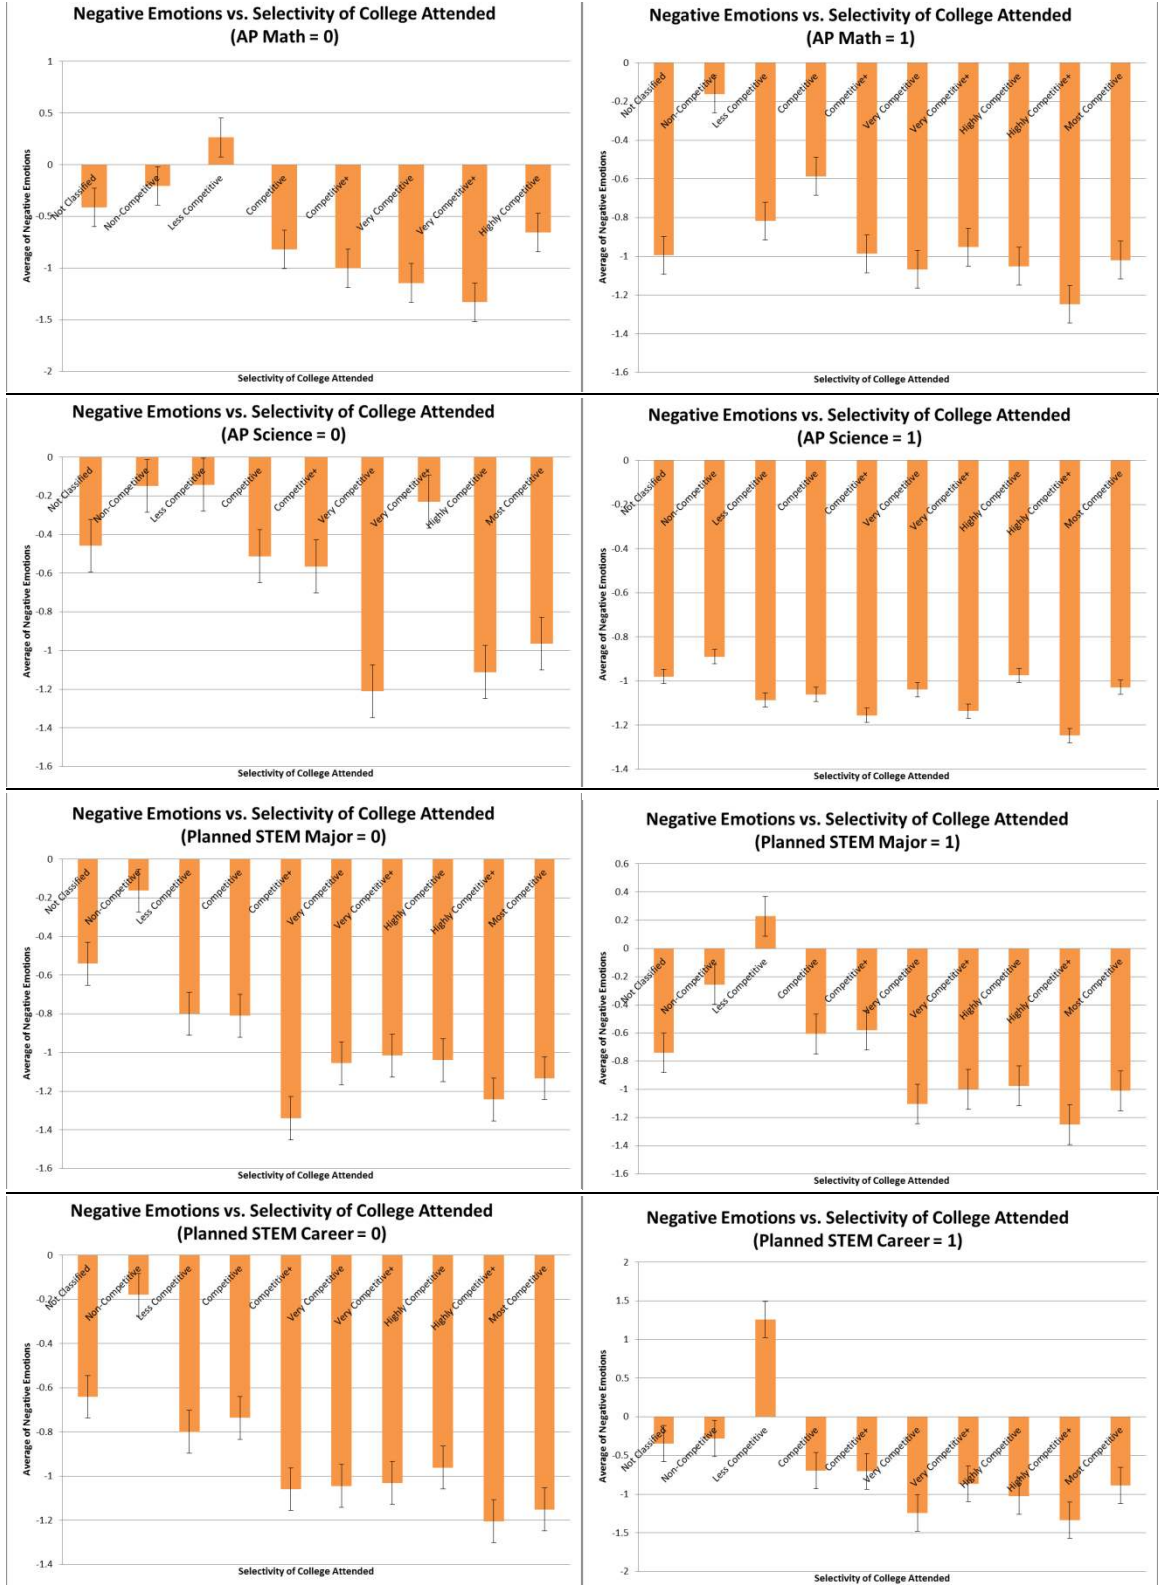 Negative Emotions vs. Selectivity of College Attended
(AP Math = 0)
1
0.5
0
-0.5
-1
-1.5
-2
Average of Negative Emotions
Not Classified
Non-Competitive
Less Competitive
Competitive
Competitive+
Very Competitive
Very Competitive+
Highly Competitive
Selectivity of College Attended
Negative Emotions vs. Selectivity of College Attended
(AP Math = 1)
0
-0.2
-0.4
-0.6
-0.8
-1
-1.2
-1.4
-1.6
Average of Negative Emotions
Not Classified
Non-Competitive
Less Competitive
Competitive
Competitive+
Very Competitive
Very Competitive+
Highly Competitive
Highly Competitive+
Most Competitive
Selectivity of College Attended
Negative Emotions vs. Selectivity of College Attended
(AP Science = 0)
0
-0.2
-0.4
-0.6
-0.8
-1
-1.2
-1.4
-1.6
Average of Negative Emotions
Not Classified
Non-Competitive
Less Competitive
Competitive
Competitive+
Very Competitive
Very Competitive+
Highly Competitive
Most Competitive
Selectivity of College Attended
Negative Emotions vs. Selectivity of College Attended
(AP Science = 1)
0
-0.2
-0.4
-0.6
-0.8
-1
-1.2
-1.4
Average of Negative Emotions
Not Classified
Non-Competitive
Less Competitive
Competitive
Very Competitive
Very Competitive+
Highly Competitive
Highly Competitive+
Most Competitive
Selectivity of College Attended
Negative Emotions vs. Selectivity of College Attended
(Planned STEM Major = 0)
0
-0.2
-0.4
-0.6
-0.8
-1
-1.2
-1.4
-1.6
Average of Negative Emotions
Not Classified
Non-Competitive
Less Competitive
Competitive
Competitive+
Very Competitive
Very Competitive+
Highly Competitive
Highly Competitive+
Most Competitive
Selectivity of College Attended
Negative Emotions vs. Selectivity of College Attended
(Planned STEM Major = 1)
0.6
0.4
0.2
0
-0.2
-0.4
-0.6
-0.8
-1
-1.2
-1.4
-1.6
Average of Negative Emotions
Not Classified
Non-Competitive
Less Competitive
Competitive
Competitive+
Very Competitive
Very Competitive+
Highly Competitive
Highly Competitive+
Most Competitive
Selectivity of College Attended
Negative Emotions vs. Selectivity of College Attended
(Planned STEM Career = 0)
0
-0.2
-0.4
-0.6
-0.8
-1
-1.2
-1.4
Average of Negative Emotions
Not Classified
Non-Competitive
Less Competitive
Competitive
Competitive+
Very Competitive
Very Competitive+
Highly Competitive
Highly Competitive+
Most Competitive
Selectivity of College Attended
Negative Emotions vs. Selectivity of College Attended
(Planned STEM Career = 1)
2
1.5
1
0.5
0
-0.5
-1
-1.5
-2
Average of Negative Emotions
Not Classified
Non-Competitive
Less Competitive
Competitive
Competitive+
Very Competitive
Very Competitive+
Highly Competitive
Highly Competitive+
Most Competitive
Selectivity of College Attended